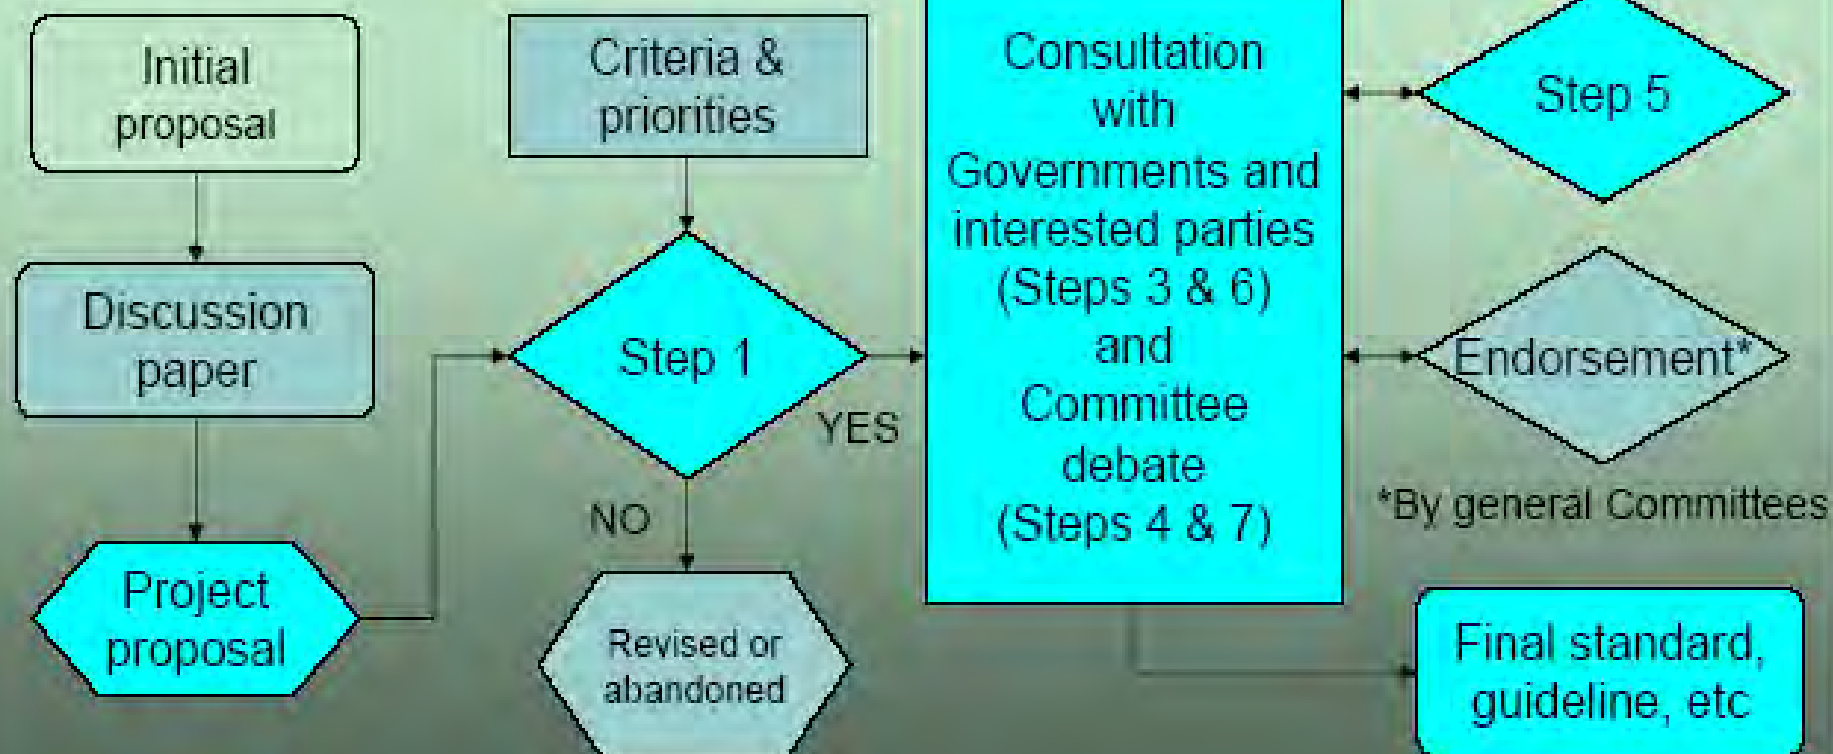 Initial
proposal
Discussion
paper
Project
proposal
Criteria &
priorities
Step 1
YES
NO
Revised or
abandoned
Consultation
with
Governments and
interested parties
(Steps 3 & 6)
and
Committee
debate
(Steps 4 & 7)
Step 5
Endorsement*
*By general Committees
Final standard,
guideline, etc